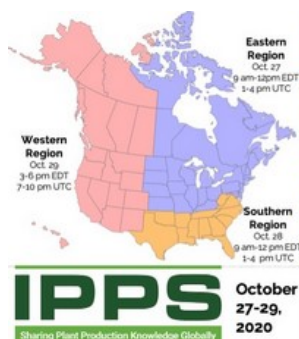 Eastern
Region
Oct. 27
9 am-12pm EDT
1-4 pm UTC
Western
Region
Oct. 29
3-6 pm EDT
7-10 pm UTC
Southern
Region
Oct. 28
9 am-12 pm EDT
1-4 pm UTC
IPPS
Sharing Plant Production Knowledge Globally
October
27-29,
2020